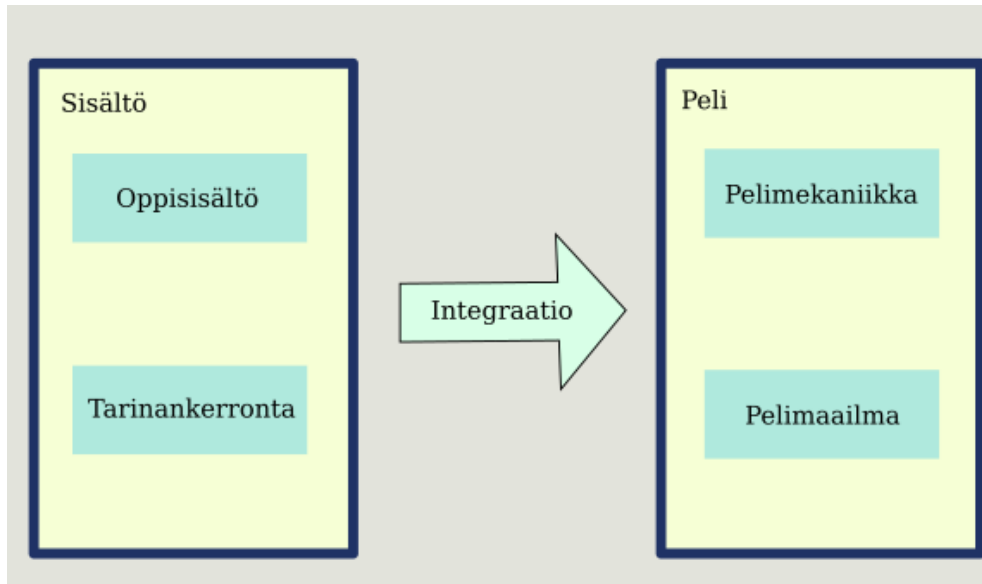 Sisältö
Oppisisältö
Tarinankerronta
Integraatio
Peli
Pelimekaniikka
Pelimaailma